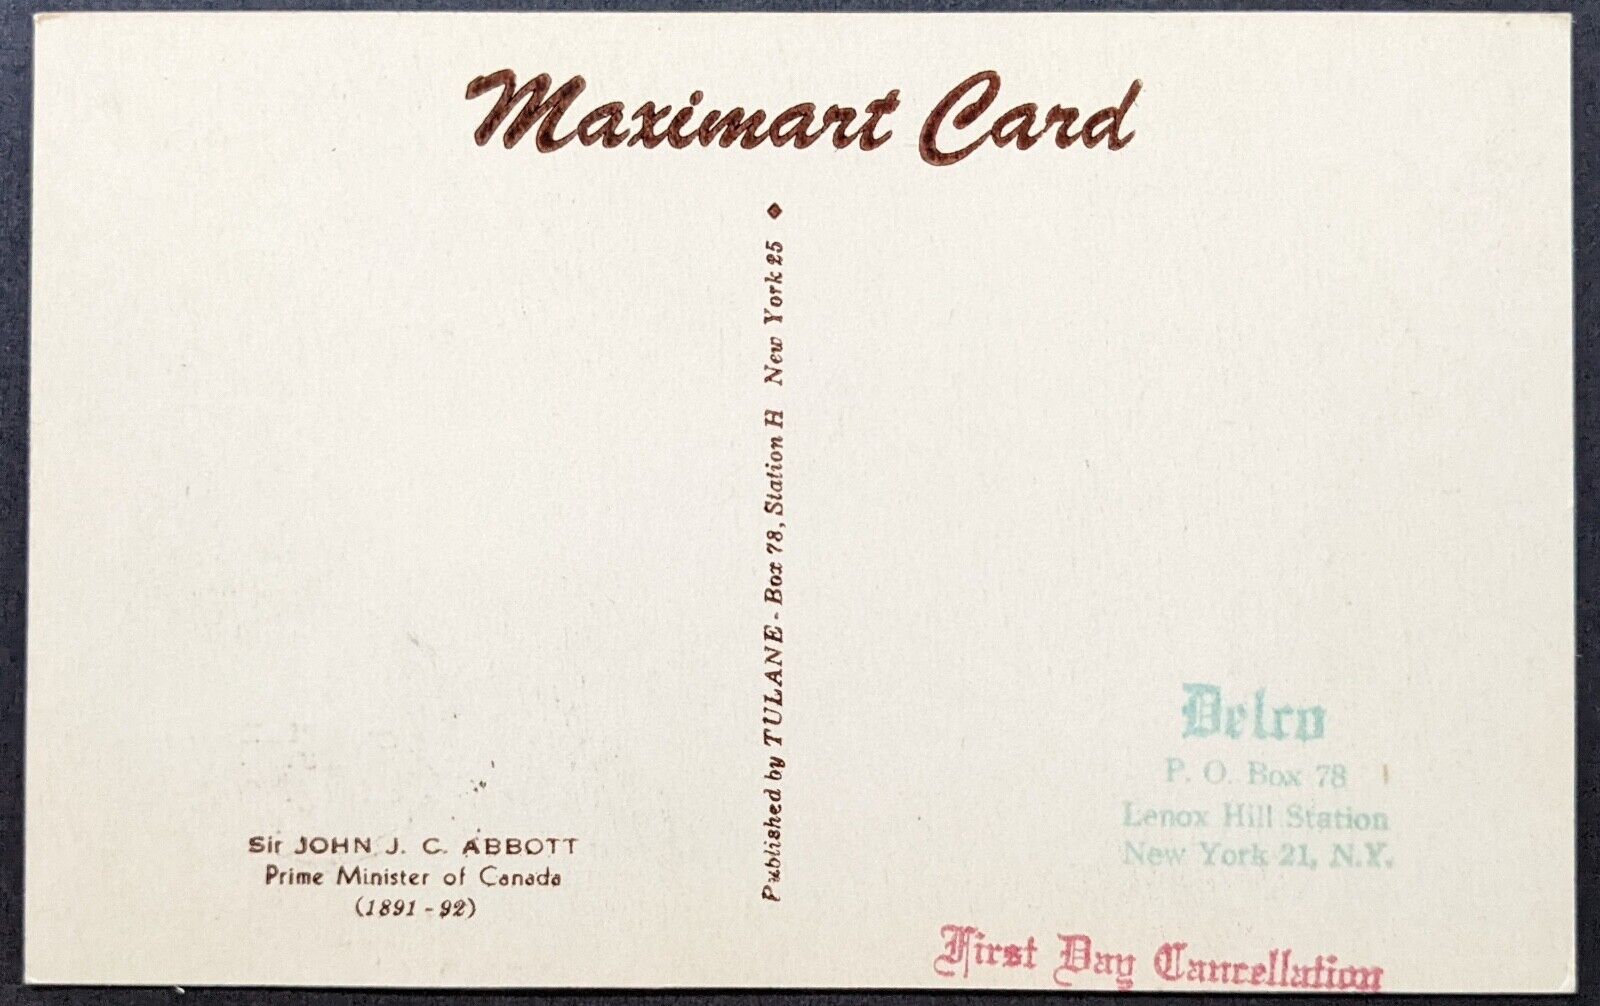 Maximart Card
Published by TULANE - Box 78, Station H New York 25
Sir JOHN J. C. ABBOTT
Prime Minister of Canada
(1891 - 92)
Delco
P. O. Box 78
Lenox Hill Station
New York 21, N.Y.
First Day Cancellation